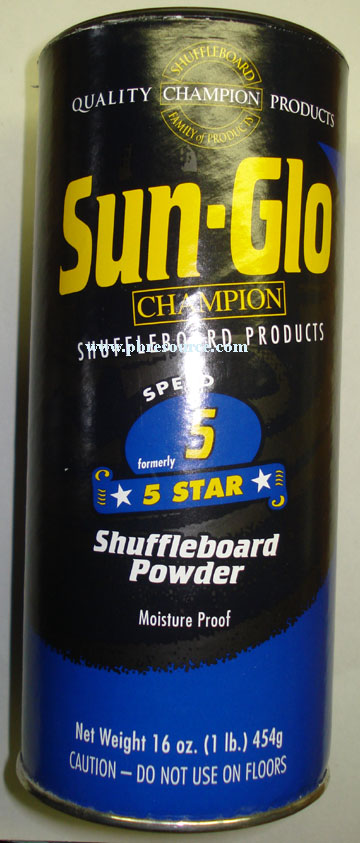 SHUFFLEBOARD
QUALITY CHAMPION PRODUCTS
FAMILY of PRODUCTS
Sun-Glo
CHAMPION
SHUFFLEBOARD PRODUCTS
www.pbresource.com
SPEED
5
formerly
5 STAR
Shuffleboard
Powder
Moisture Proof
Net Weight 16 oz. (1 lb.) 454g
CAUTION — DO NOT USE ON FLOORS